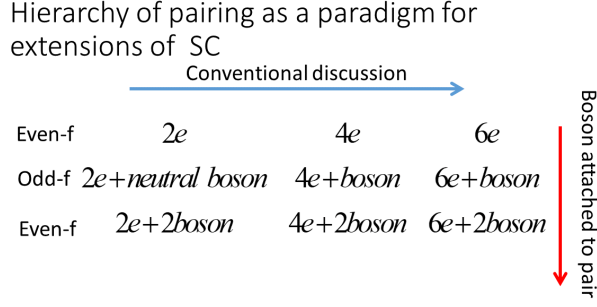 Hierarchy of pairing as a paradigm for
extensions of SC
Conventional discussion
Even-f 2e 4e 6e
Odd-f 2e+neutral boson 4e+boson 6e+boson
Even-f 2e+2boson 4e+2boson 6e+2boson
Boson attached to pair